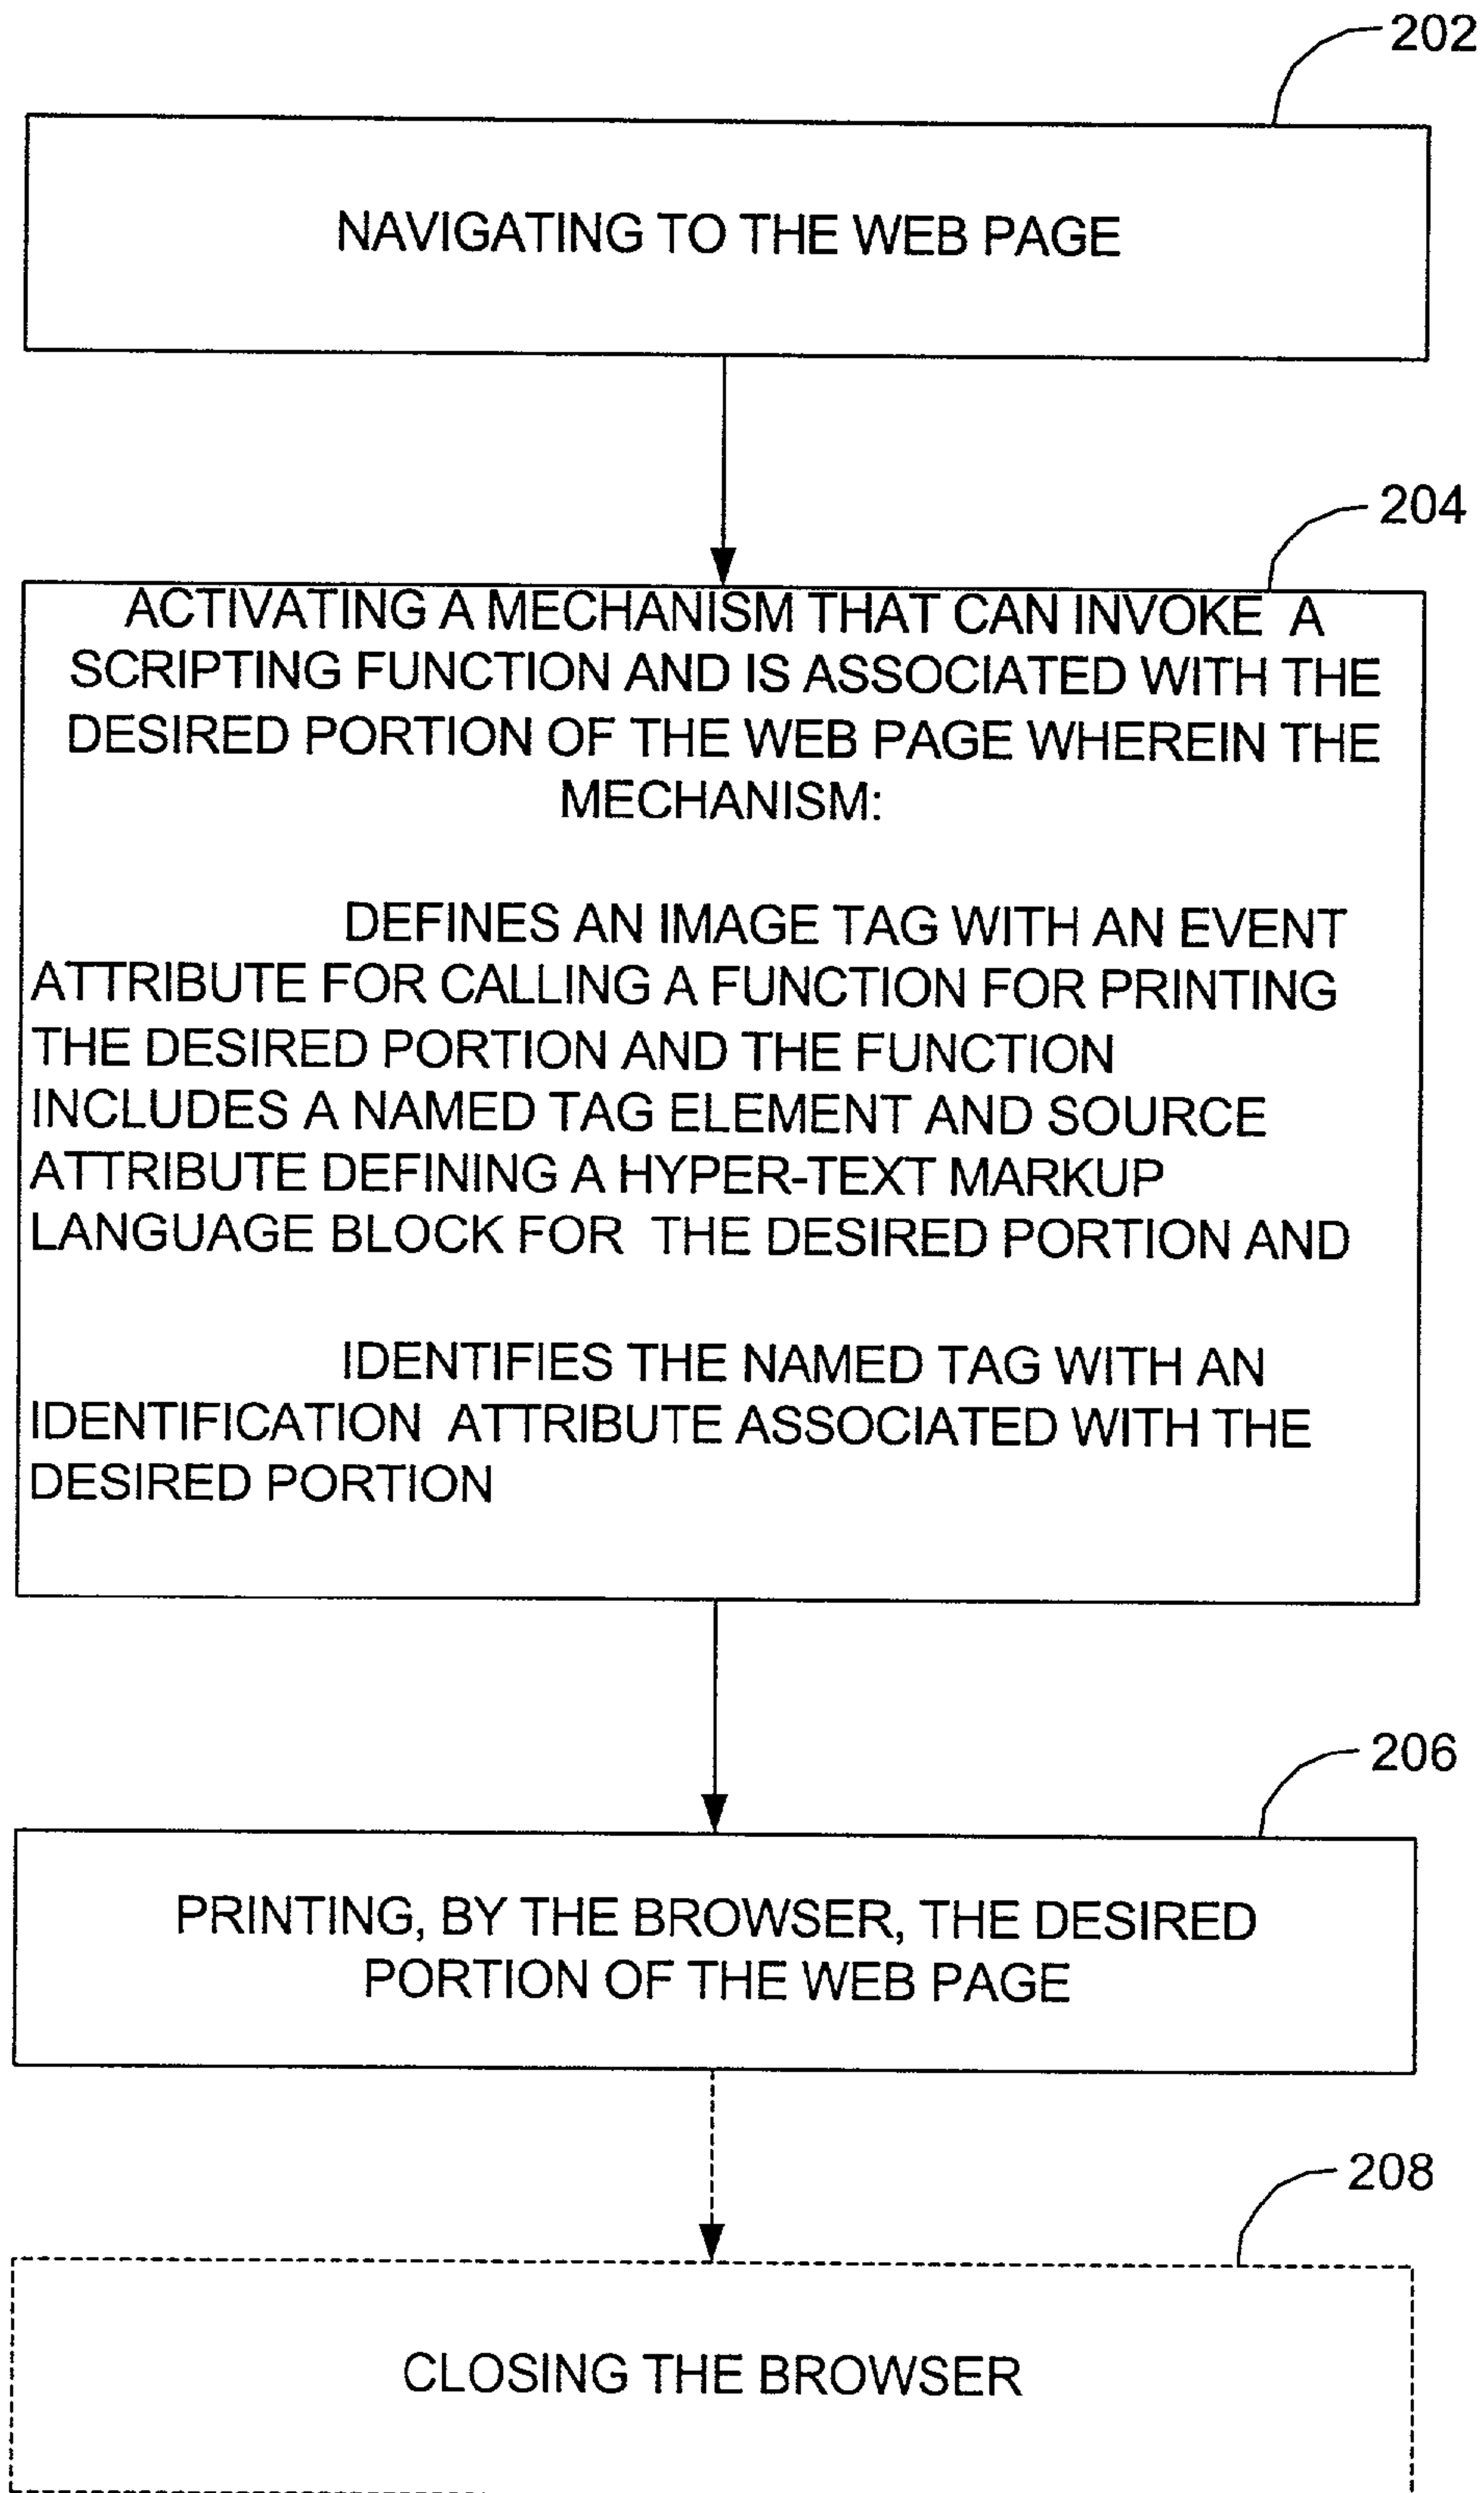 202
NAVIGATING TO THE WEB PAGE
204
ACTIVATING A MECHANISM THAT CAN INVOKE A
SCRIPTING FUNCTION AND IS ASSOCIATED WITH THE
DESIRED PORTION OF THE WEB PAGE WHEREIN THE
MECHANISM:
DEFINES AN IMAGE TAG WITH AN EVENT
ATTRIBUTE FOR CALLING A FUNCTION FOR PRINTING
THE DESIRED PORTION AND THE FUNCTION
INCLUDES A NAMED TAG ELEMENT AND SOURCE
ATTRIBUTE DEFINING A HYPER-TEXT MARKUP
LANGUAGE BLOCK FOR THE DESIRED PORTION AND
IDENTIFIES THE NAMED TAG WITH AN
IDENTIFICATION ATTRIBUTE ASSOCIATED WITH THE
DESIRED PORTION
206
PRINTING, BY THE BROWSER, THE DESIRED
PORTION OF THE WEB PAGE
208
CLOSING THE BROWSER